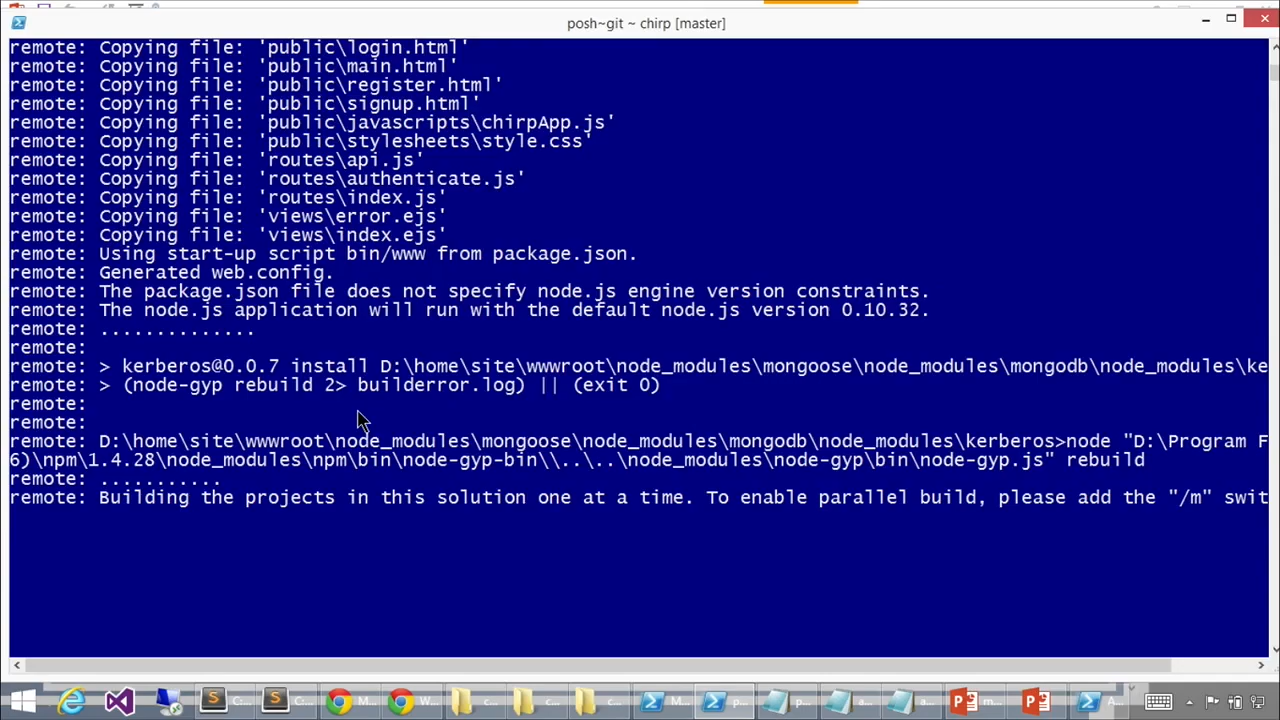 posh~git ~ chirp [master]
remote: Copying file: 'public\login.html'
remote: Copying file: 'public\main.html'
remote: Copying file: 'public\register.html'
remote: Copying file: 'public\signup.html'
remote: Copying file: 'public\javascripts\chirpApp.js'
remote: Copying file: 'public\stylesheets\style.css'
remote: Copying file: 'routes\api.js'
remote: Copying file: 'routes\authenticate.js'
remote: Copying file: 'routes\index.js'
remote: Copying file: 'views\error.ejs'
remote: Copying file: 'views\index.ejs'
remote: Using start-up script bin/www from package.json.
remote: Generated web.config.
remote: The package.json file does not specify node.js engine version constraints.
remote: The node.js application will run with the default node.js version 0.10.32.
remote: ..............
remote:
remote: > kerberos@0.0.7 install D:\home\site\wwwroot\node_modules\mongoose\node_modules\mongodb\node_modules\ke
remote: > (node-gyp rebuild 2> builderror.log) || (exit 0)
remote:
remote:
remote: D:\home\site\wwwroot\node_modules\mongoose\node_modules\mongodb\node_modules\kerberos>node "D:\Program F
6)\npm\1.4.28\node_modules\npm\bin\node-gyp-bin\\..\..\node_modules\node-gyp\bin\node-gyp.js" rebuild
remote: ...........
remote: Building the projects in this solution one at a time. To enable parallel build, please add the "/m" swit
C:
C:
M
W
c
c
c
M
p
p
a
a
m
A